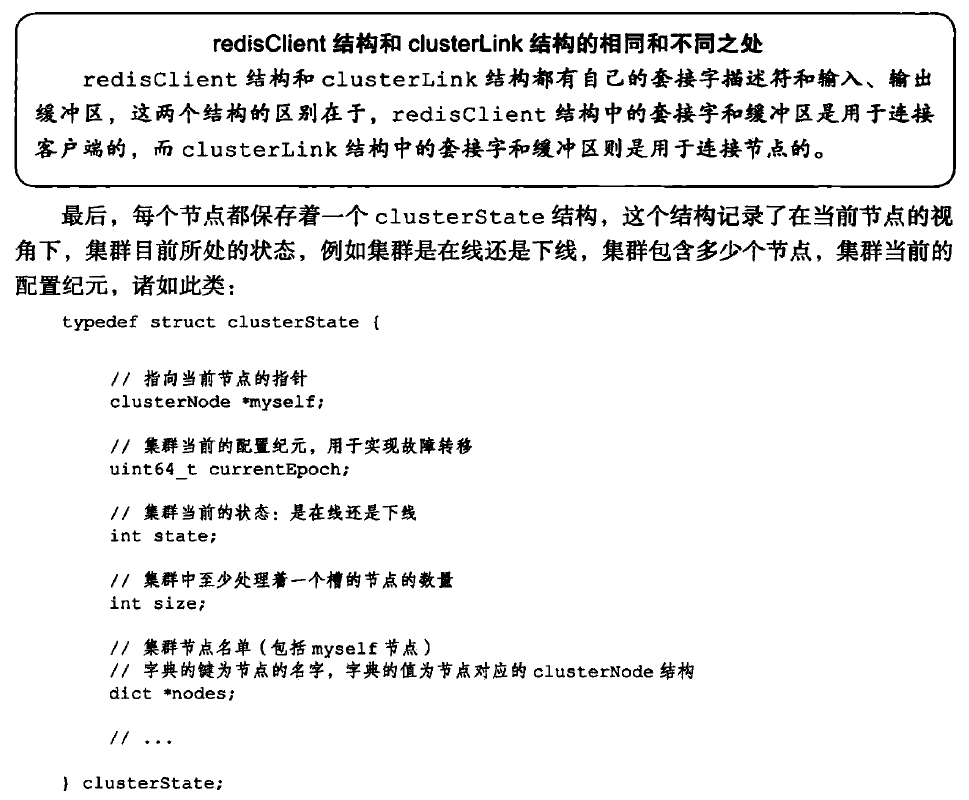 redisClient 结构和 clusterLink 结构的相同和不同之处
redisClient 结构和 clusterLink 结构都有自己的套接字描述符和输入、输出
缓冲区，这两个结构的区别在于，redisClient 结构中的套接字和缓冲区是用于连接
客户端的，而 clusterLink 结构中的套接字和缓冲区则是用于连接节点的。
最后，每个节点都保存着一个 clusterState 结构，这个结构记录了在当前节点的视
角下，集群目前所处的状态，例如集群是在线还是下线，集群包含多少个节点，集群当前的
配置纪元，诸如此类：
typedef struct clusterState {
// 指向当前节点的指针
clusterNode *myself;
// 集群当前的配置纪元，用于实现故障转移
uint64_t currentEpoch;
// 集群当前的状态：是在线还是下线
int state;
// 集群中至少处理着一个槽的节点的数量
int size;
// 集群节点名单（包括 myself 节点）
// 字典的键为节点的名字，字典的值为节点对应的 clusterNode 结构
dict *nodes;
// ...
} clusterState;